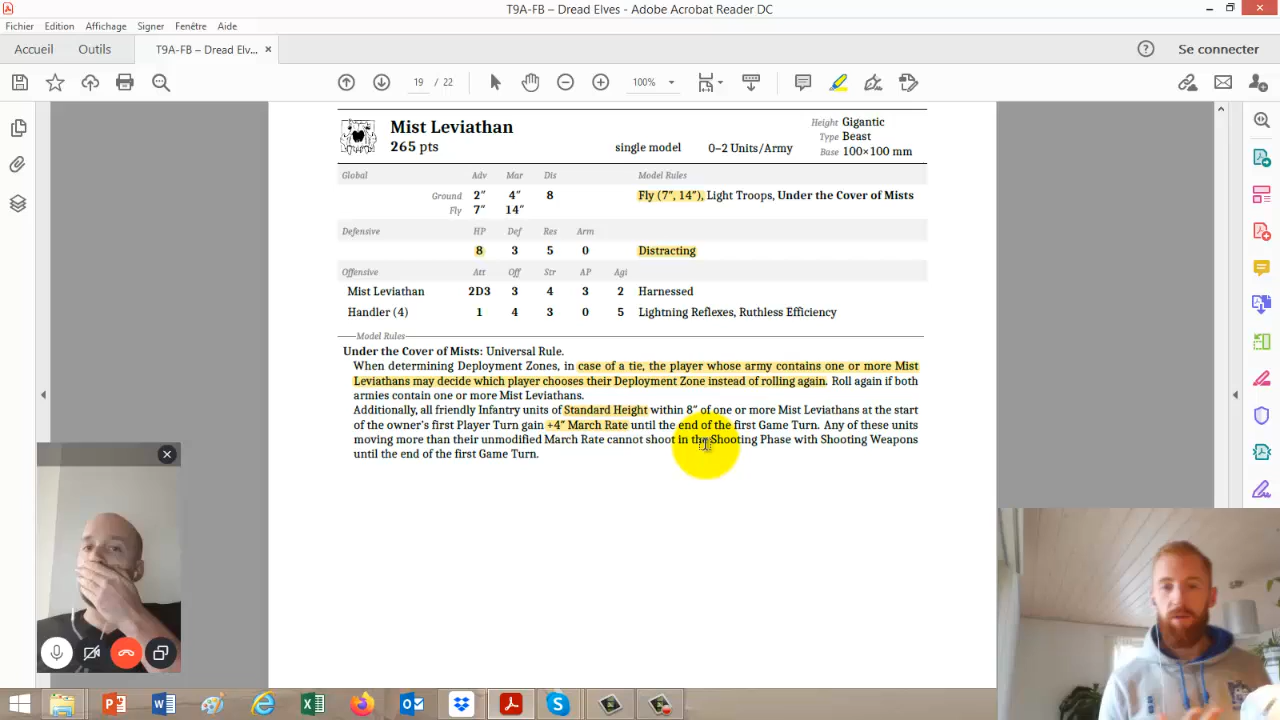 T9A-FB – Dread Elves - Adobe Acrobat Reader DC
Fichier Edition Affichage Signer Fenêtre Aide
Accueil Outils T9A-FB – Dread Elv... × Se connecter
19 / 22 100%
Mist Leviathan
265 pts single model 0–2 Units/Army
Height Gigantic
Type Beast
Base 100×100 mm
Global Adv Mar Dis Model Rules
Ground 2″ 4″ 8 Fly (7″, 14″), Light Troops, Under the Cover of Mists
Fly 7″ 14″
Defensive HP Def Res Arm
8 3 5 0 Distracting
Offensive Att Off Str AP Agi
Mist Leviathan 2D3 3 4 3 2 Harnessed
Handler (4) 1 4 3 0 5 Lightning Reflexes, Ruthless Efficiency
Model Rules
Under the Cover of Mists: Universal Rule.
When determining Deployment Zones, in case of a tie, the player whose army contains one or more Mist
Leviathans may decide which player chooses their Deployment Zone instead of rolling again. Roll again if both
armies contain one or more Mist Leviathans.
Additionally, all friendly Infantry units of Standard Height within 8″ of one or more Mist Leviathans at the start
of the owner's first Player Turn gain +4″ March Rate until the end of the first Game Turn. Any of these units
moving more than their unmodified March Rate cannot shoot in the Shooting Phase with Shooting Weapons
until the end of the first Game Turn.